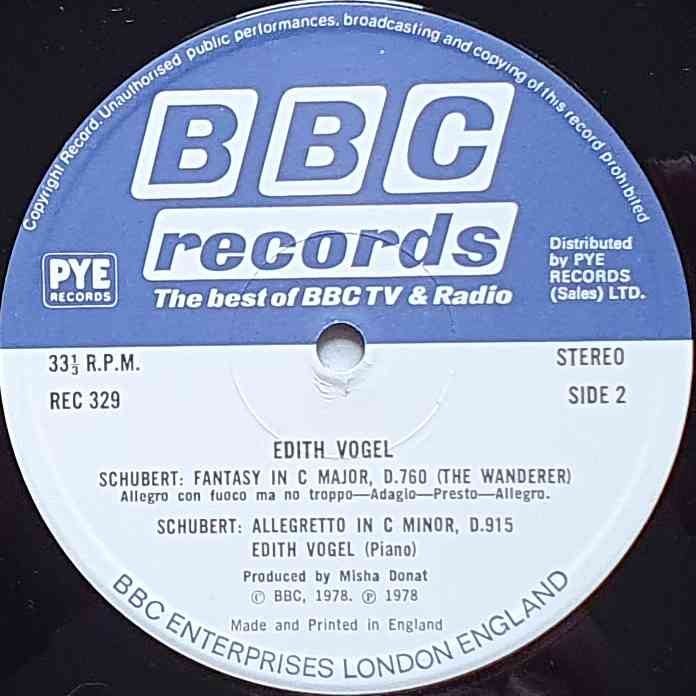 Copyright Record. Unauthorised public performances, broadcasting and copying of this record prohibited
BBC
records
The best of BBC TV & Radio
PYE
RECORDS
Distributed
by PYE
RECORDS
(Sales) LTD.
33⅓ R.P.M.
STEREO
REC 329
SIDE 2
EDITH VOGEL
SCHUBERT: FANTASY IN C MAJOR, D.760 (THE WANDERER)
Allegro con fuoco ma no troppo—Adagio—Presto—Allegro.
SCHUBERT: ALLEGRETTO IN C MINOR, D.915
EDITH VOGEL (Piano)
Produced by Misha Donat
© BBC, 1978. ℗ 1978
Made and Printed in England
BBC ENTERPRISES LONDON ENGLAND